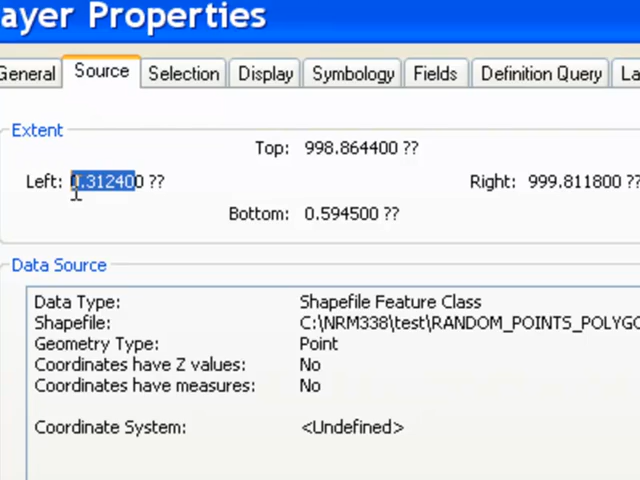 ayer Properties
General Source Selection Display Symbology Fields Definition Query La
Extent
Top: 998.864400 ??
Left: 0.312400 ?? Right: 999.811800 ??
Bottom: 0.594500 ??
Data Source
Data Type: Shapefile Feature Class
Shapefile: C:\NRM338\test\RANDOM_POINTS_POLYGO
Geometry Type: Point
Coordinates have Z values: No
Coordinates have measures: No
Coordinate System: <Undefined>